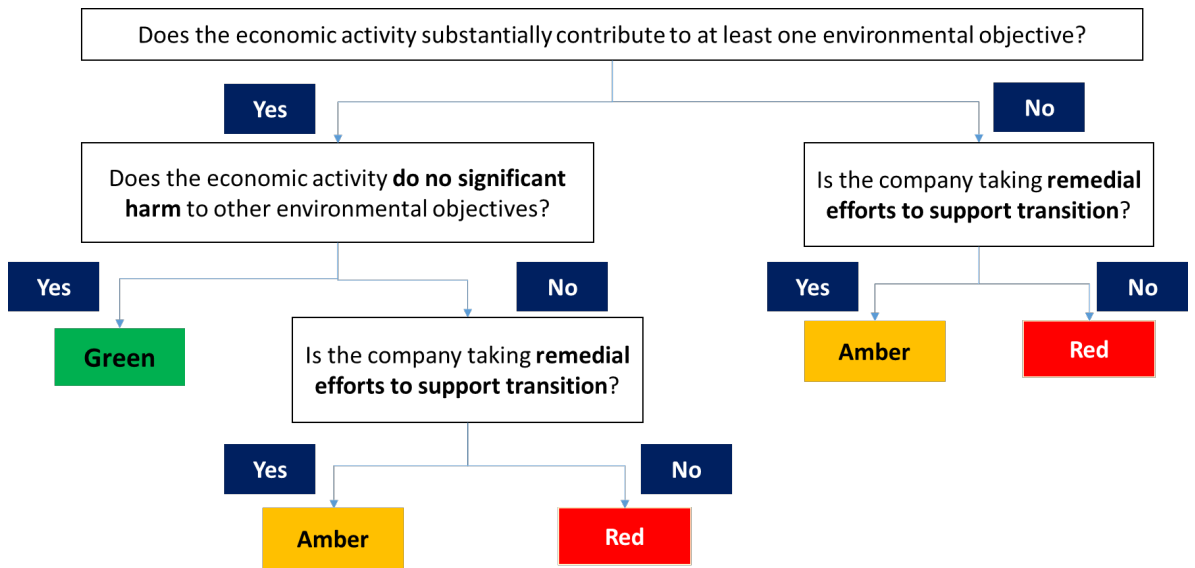 Does the economic activity substantially contribute to at least one environmental objective?
Yes
No
Does the economic activity do no significant
harm to other environmental objectives?
Is the company taking remedial
efforts to support transition?
Yes
No
Yes
No
Green
Is the company taking remedial
efforts to support transition?
Amber
Red
Yes
No
Amber
Red